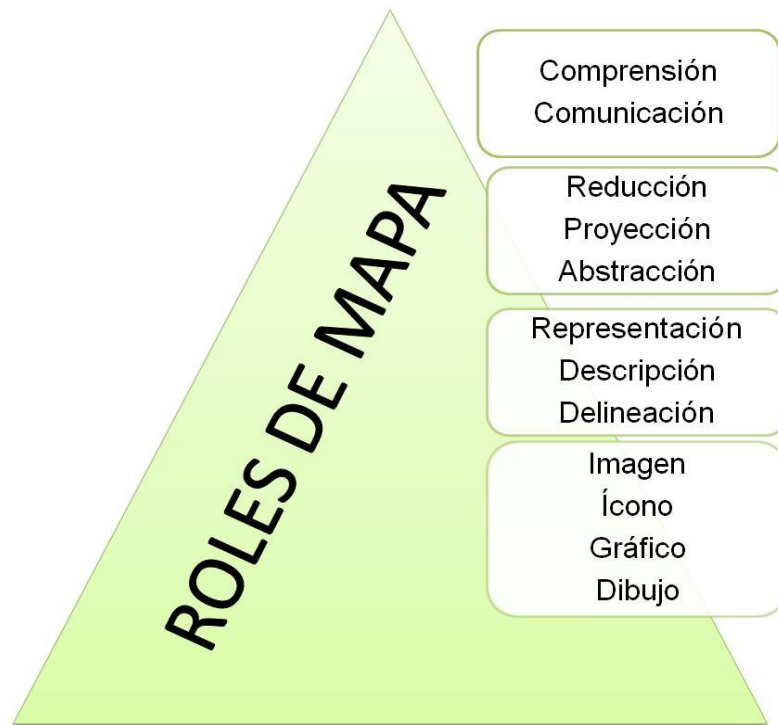 ROLES DE MAPA
Comprensión
Comunicación
Reducción
Proyección
Abstracción
Representación
Descripción
Delineación
Imagen
Ícono
Gráfico
Dibujo